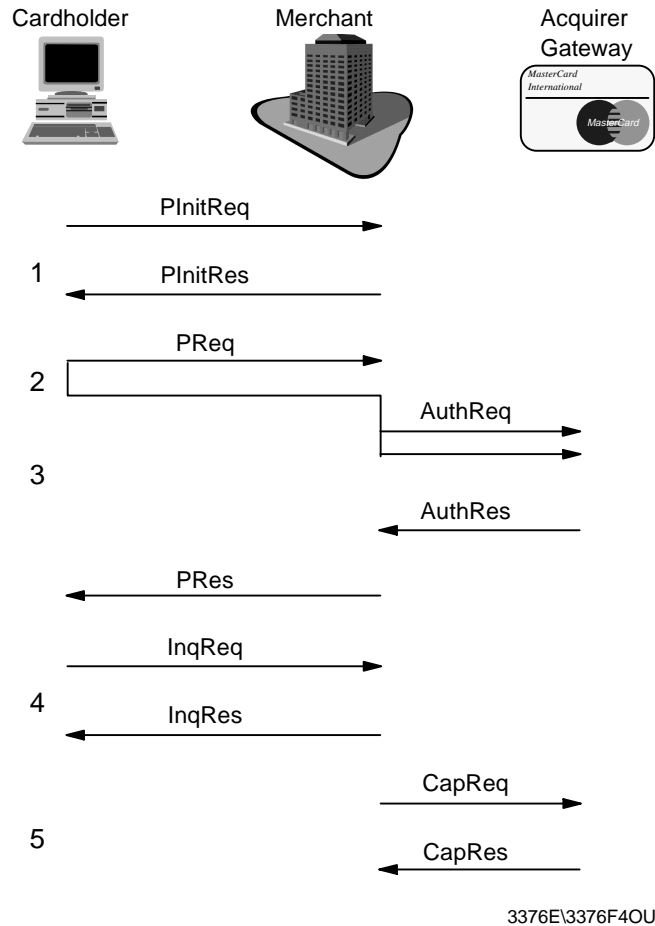 Cardholder
Merchant
Acquirer
Gateway
MasterCard
International
MasterCard
PInitReq
1
PInitRes
PReq
2
AuthReq
3
AuthRes
PRes
InqReq
4
InqRes
CapReq
5
CapRes
3376E\3376F4OU